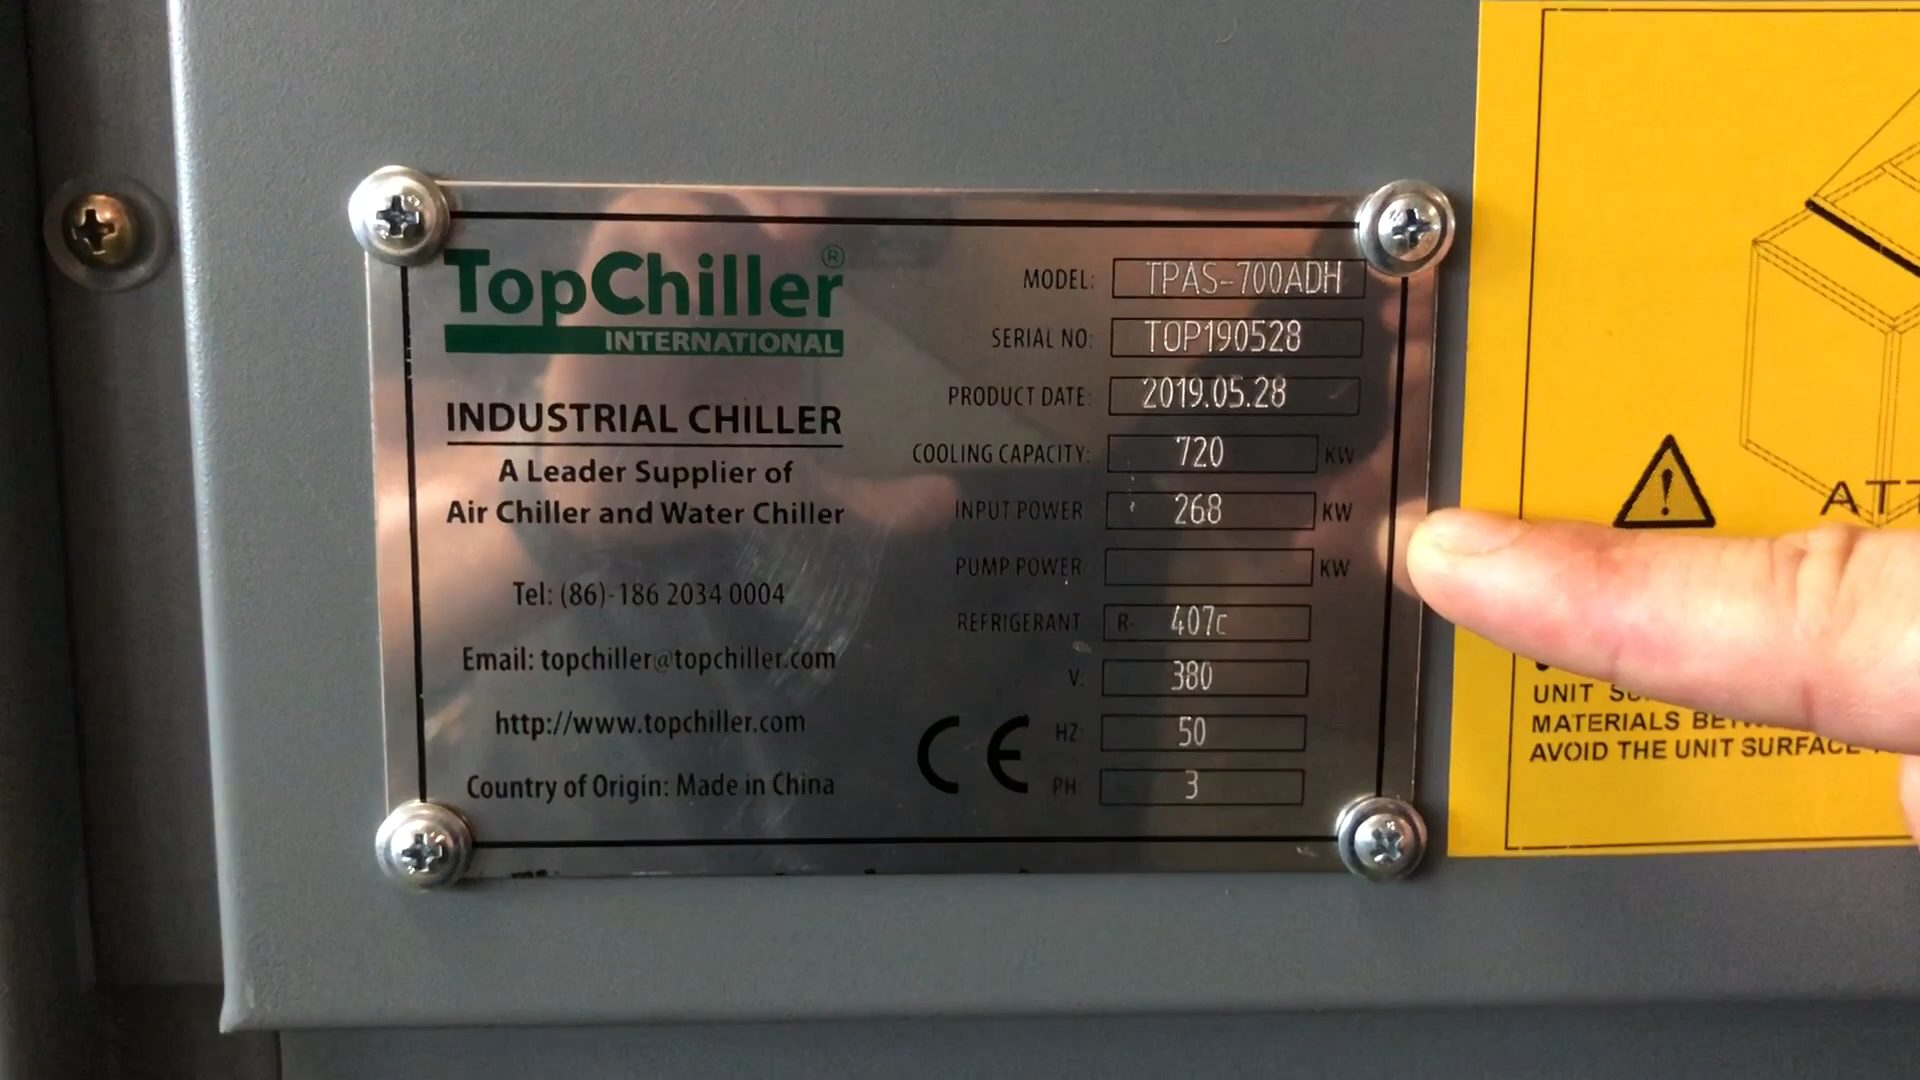 TopChiller®
INTERNATIONAL
INDUSTRIAL CHILLER
A Leader Supplier of
Air Chiller and Water Chiller
Tel: (86)-186 2034 0004
Email: topchiller@topchiller.com
http://www.topchiller.com
Country of Origin: Made in China
CE
MODEL: TPAS-700ADH
SERIAL NO: TOP190528
PRODUCT DATE: 2019.05.28
COOLING CAPACITY: 720 KW
INPUT POWER 268 KW
PUMP POWER KW
REFRIGERANT R- 407c
V: 380
HZ: 50
PH: 3
UNIT
MATERIALS
AVOID THE UNIT SURFACE